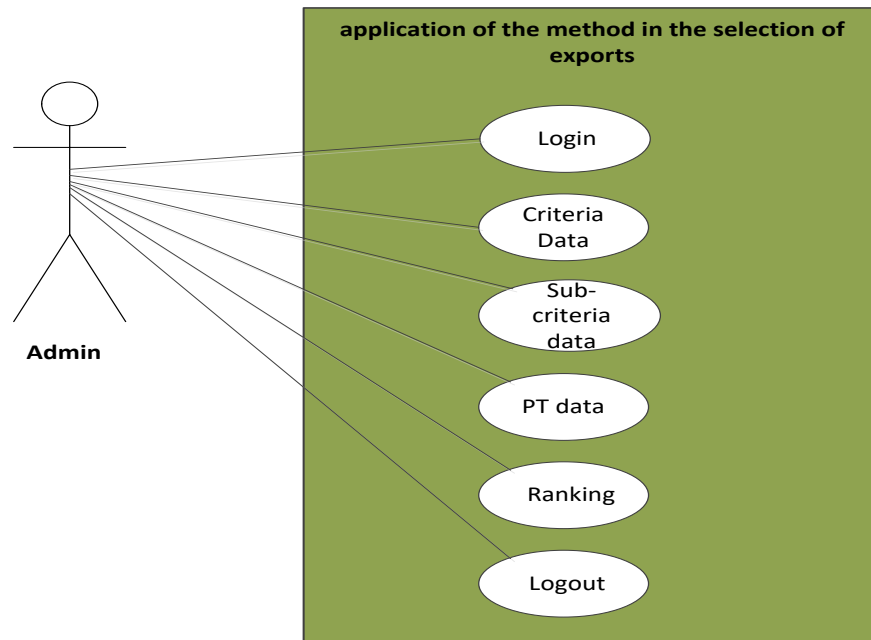 application of the method in the selection of
exports
Login
Criteria
Data
Sub-
criteria
data
Admin
PT data
Ranking
Logout